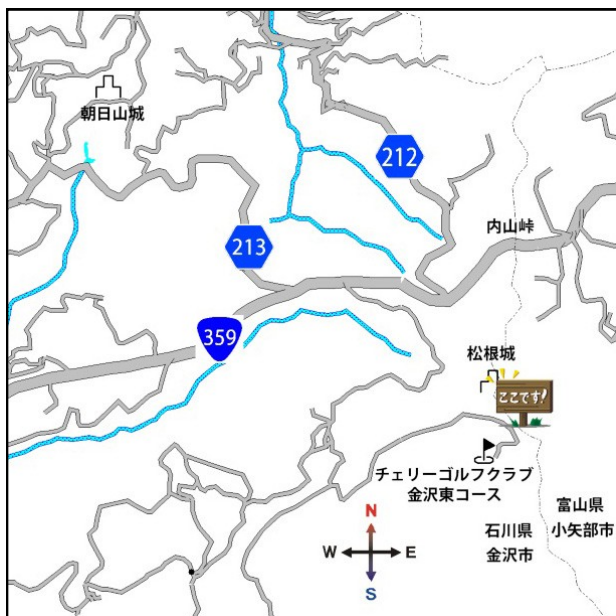 朝日山城
212
213
内山峠
359
松根城
ここです!
チェリーゴルフクラブ
金沢東コース
富山県
小矢部市
石川県
金沢市
N
W
E
S